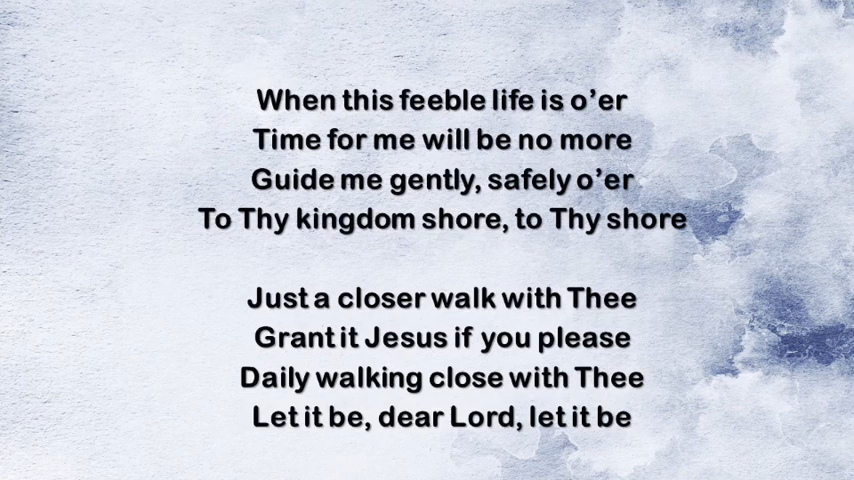 When this feeble life is o’er
Time for me will be no more
Guide me gently, safely o’er
To Thy kingdom shore, to Thy shore
Just a closer walk with Thee
Grant it Jesus if you please
Daily walking close with Thee
Let it be, dear Lord, let it be